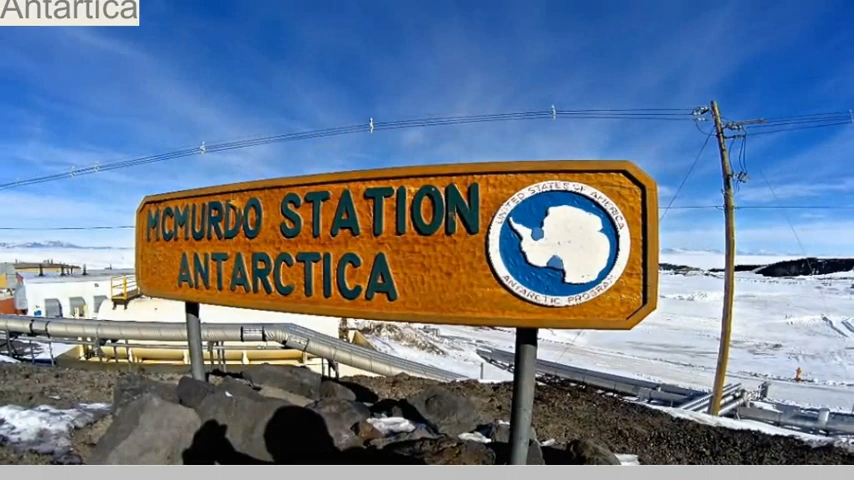 Antartica
MCMURDO STATION
ANTARCTICA
UNITED STATES OF AMERICA
ANTARCTIC PROGRAM